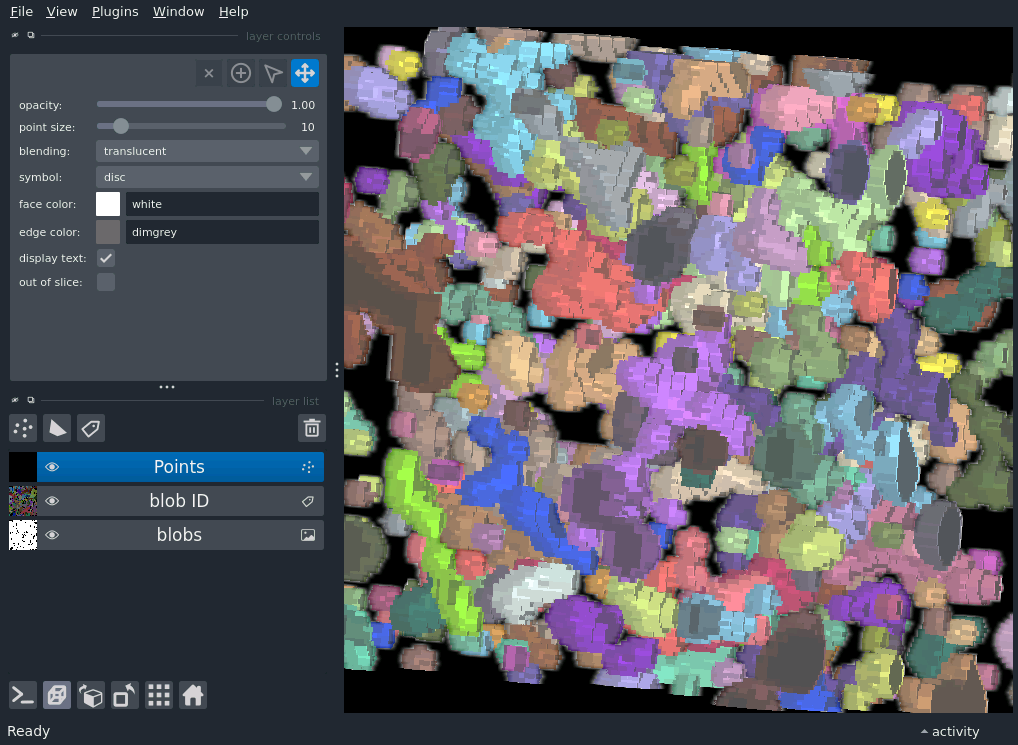 File View Plugins Window Help
layer controls
opacity: 1.00
point size: 10
blending: translucent
symbol: disc
face color: white
edge color: dimgrey
display text:
out of slice:
layer list
Points
blob ID
blobs
Ready
activity